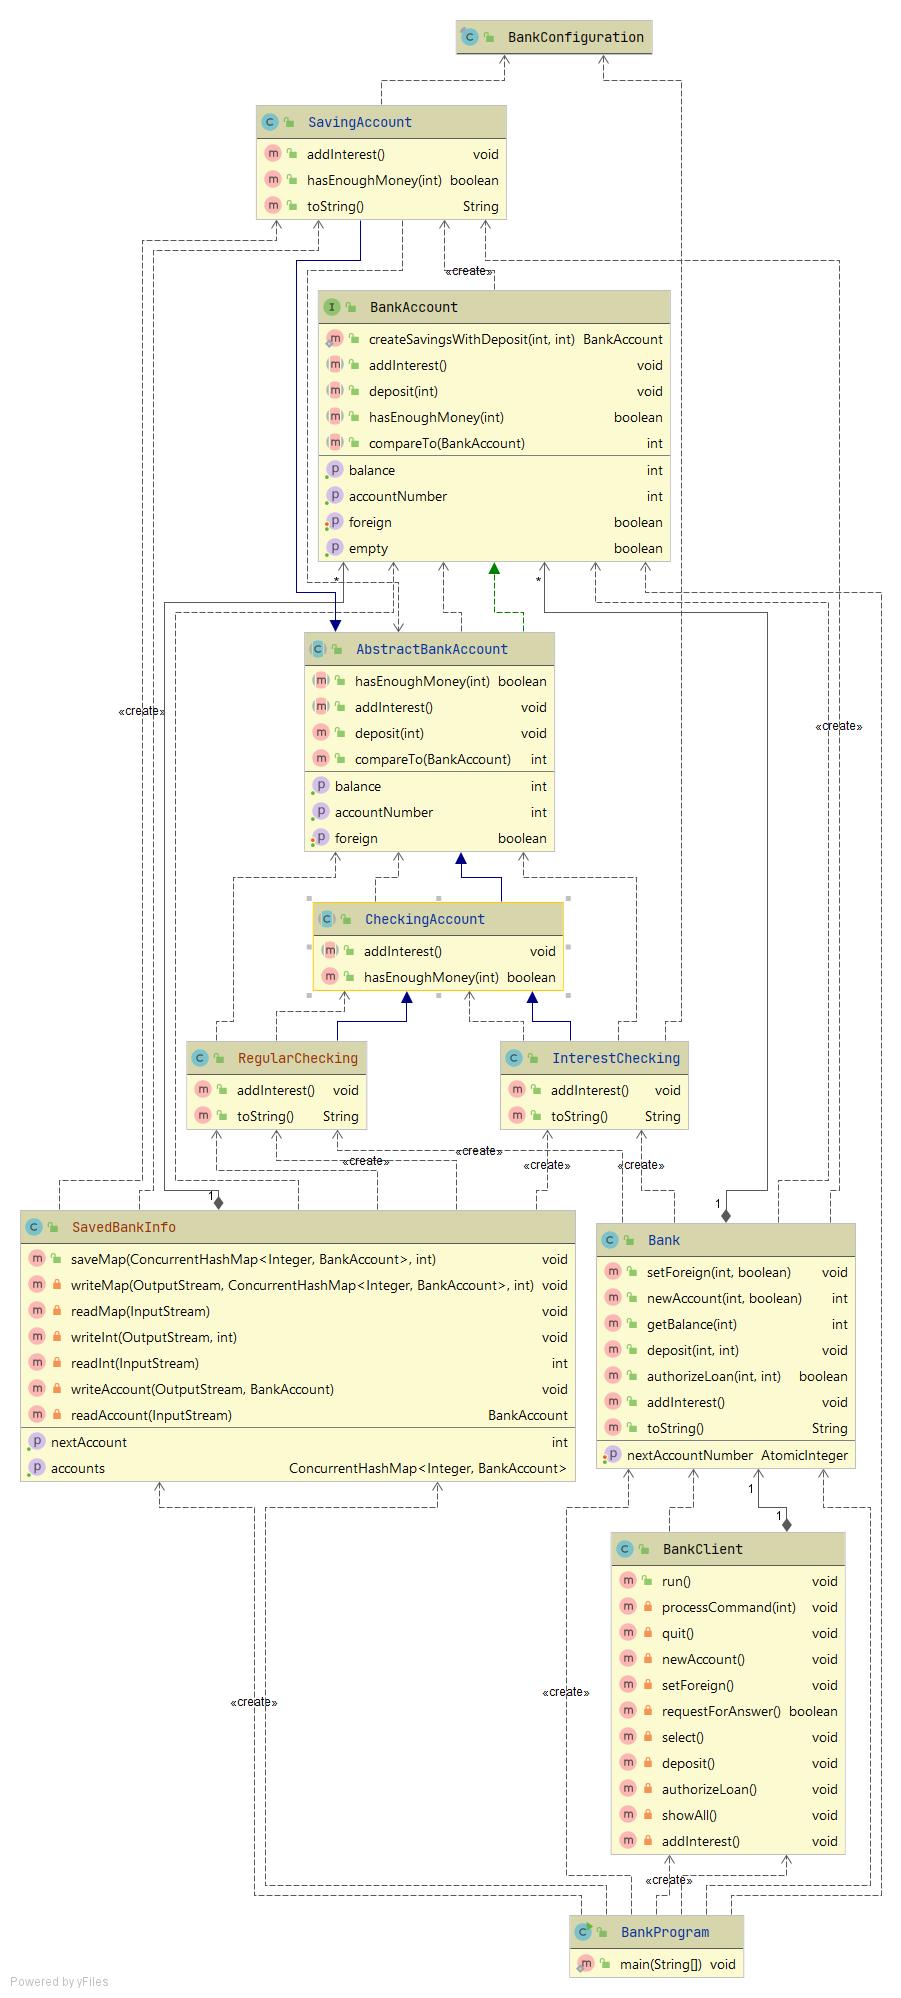 BankConfiguration
SavingAccount
addInterest() void
hasEnoughMoney(int) boolean
toString() String
«create»
BankAccount
createSavingsWithDeposit(int, int) BankAccount
addInterest() void
deposit(int) void
hasEnoughMoney(int) boolean
compareTo(BankAccount) int
balance int
accountNumber int
foreign boolean
empty boolean
* *
AbstractBankAccount
hasEnoughMoney(int) boolean
addInterest() void
deposit(int) void
compareTo(BankAccount) int
balance int
accountNumber int
foreign boolean
«create»
«create»
CheckingAccount
addInterest() void
hasEnoughMoney(int) boolean
RegularChecking
addInterest() void
toString() String
InterestChecking
addInterest() void
toString() String
«create» «create» «create» «create»
1
1
SavedBankInfo
saveMap(ConcurrentHashMap<Integer, BankAccount>, int) void
writeMap(OutputStream, ConcurrentHashMap<Integer, BankAccount>, int) void
readMap(InputStream) void
writeInt(OutputStream, int) void
readInt(InputStream) int
writeAccount(OutputStream, BankAccount) void
readAccount(InputStream) BankAccount
nextAccount int
accounts ConcurrentHashMap<Integer, BankAccount>
Bank
setForeign(int, boolean) void
newAccount(int, boolean) int
getBalance(int) int
deposit(int, int) void
authorizeLoan(int, int) boolean
addInterest() void
toString() String
nextAccountNumber AtomicInteger
1
1
BankClient
run() void
processCommand(int) void
quit() void
newAccount() void
setForeign() void
requestForAnswer() boolean
select() void
deposit() void
authorizeLoan() void
showAll() void
addInterest() void
«create»
«create»
«create»
BankProgram
main(String[]) void
Powered by yFiles